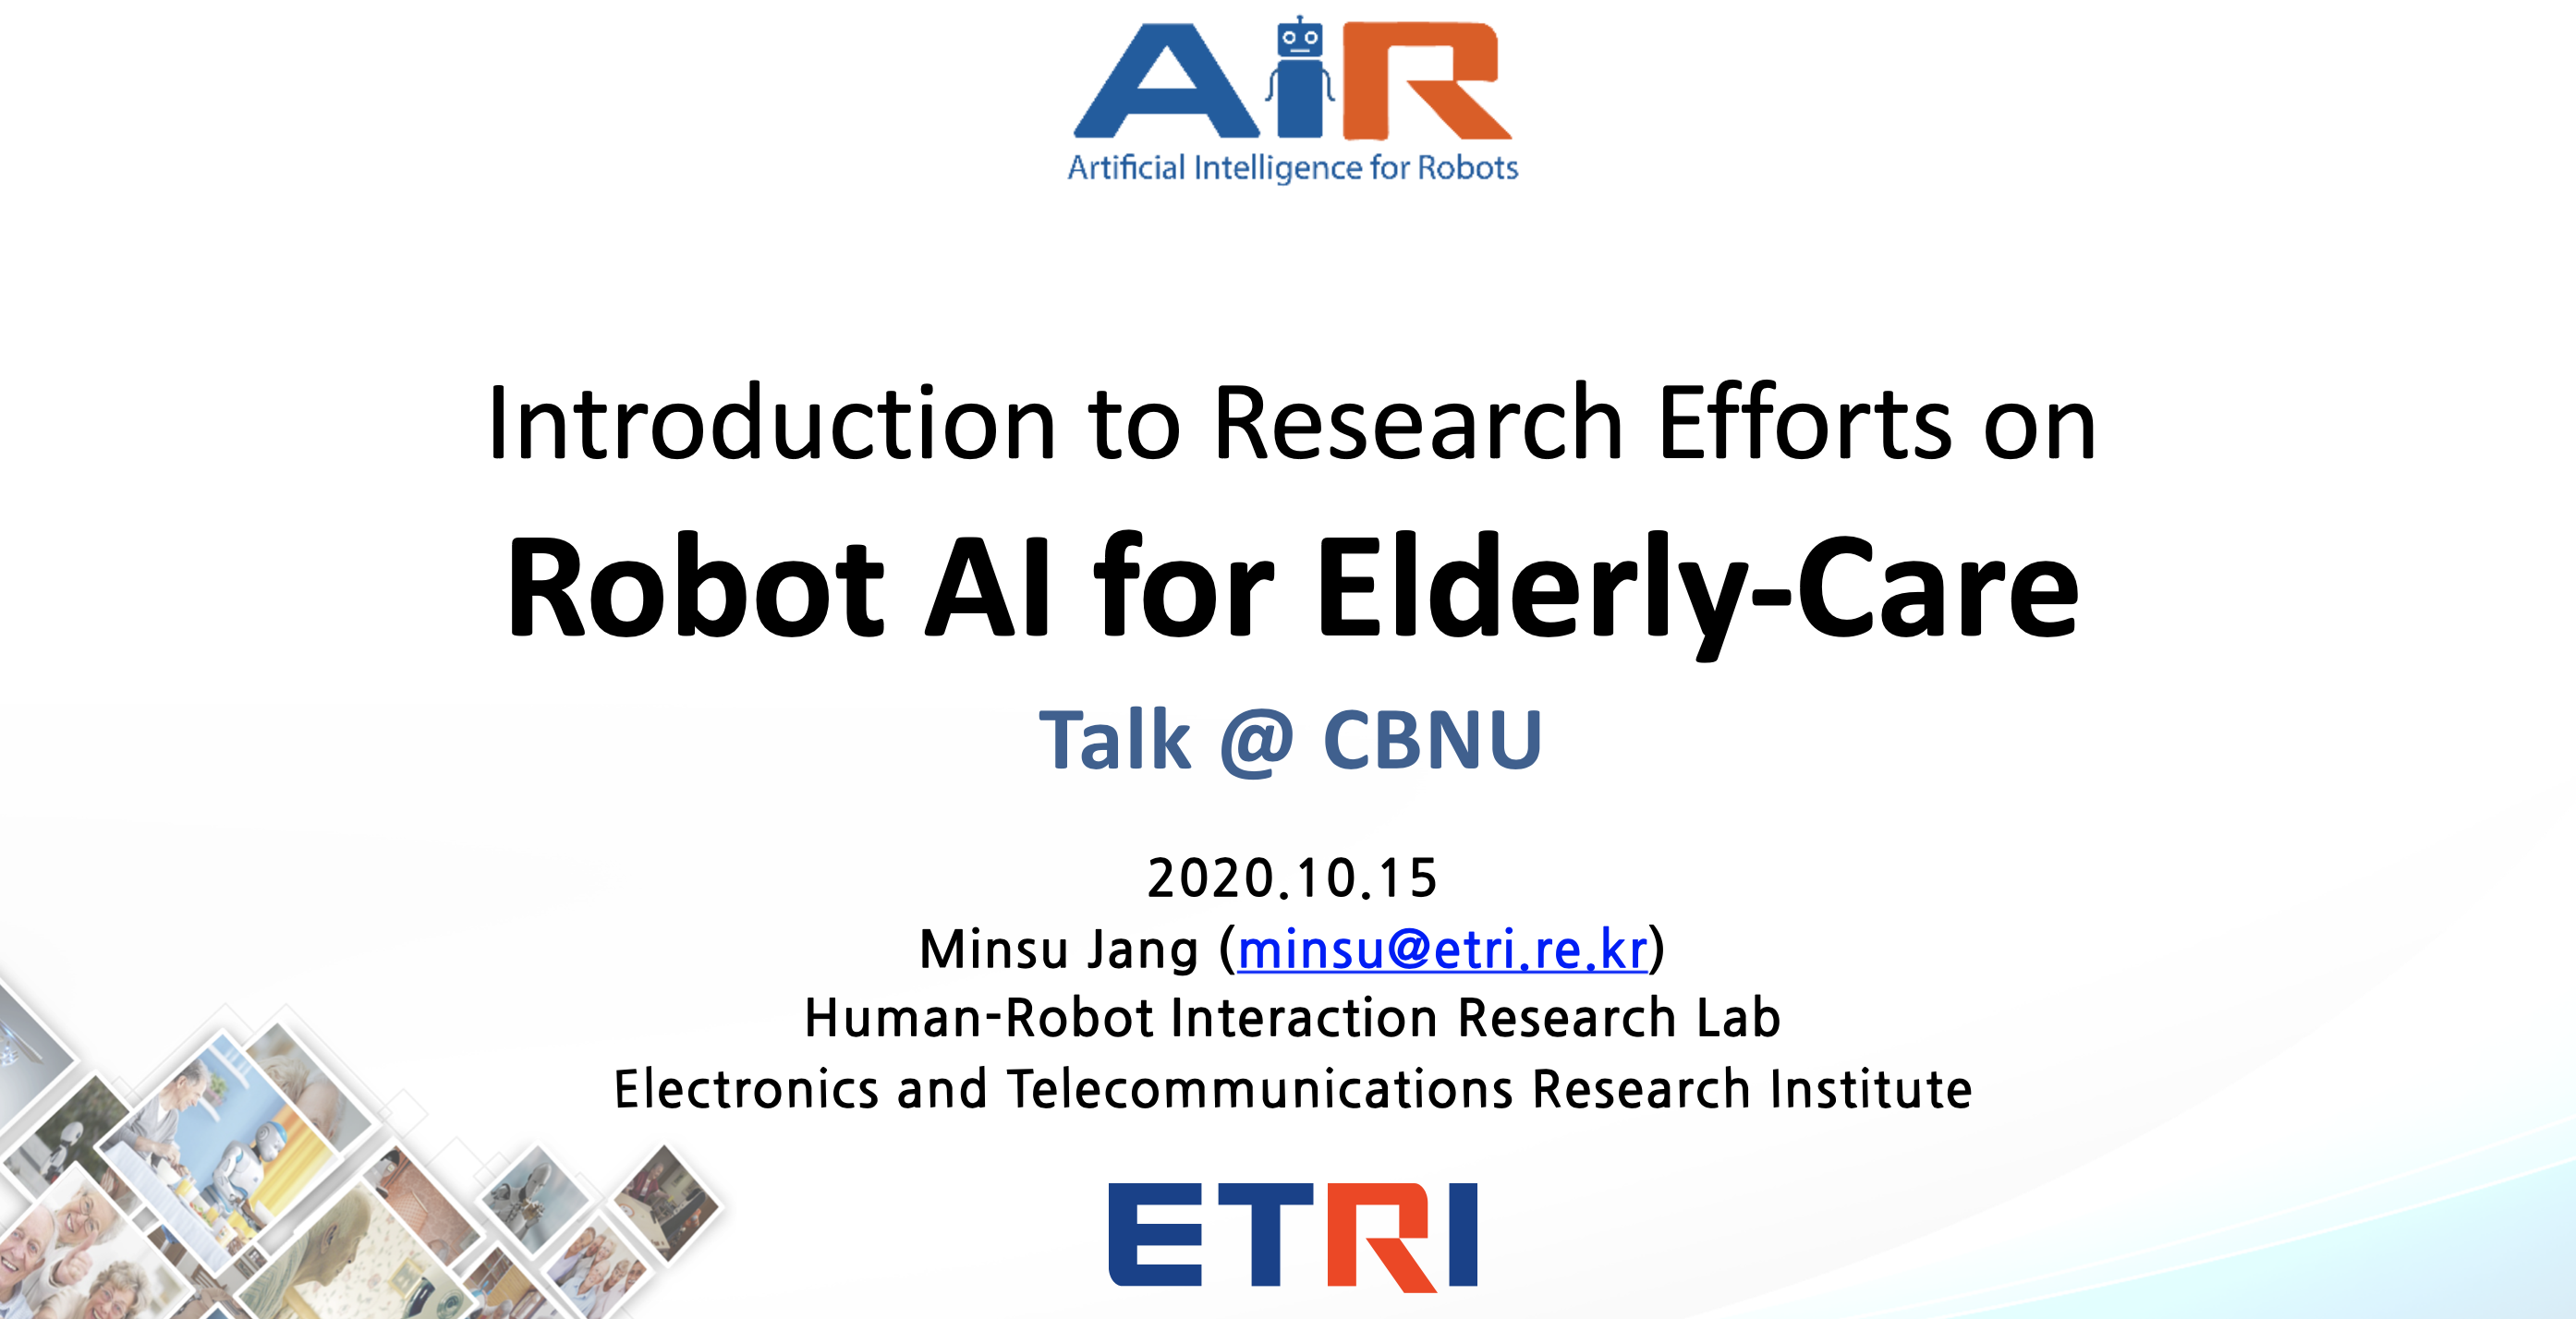 AiR
Artificial Intelligence for Robots
Introduction to Research Efforts on
Robot AI for Elderly-Care
Talk @ CBNU
2020.10.15
Minsu Jang (minsu@etri.re.kr)
Human-Robot Interaction Research Lab
Electronics and Telecommunications Research Institute
ETRI